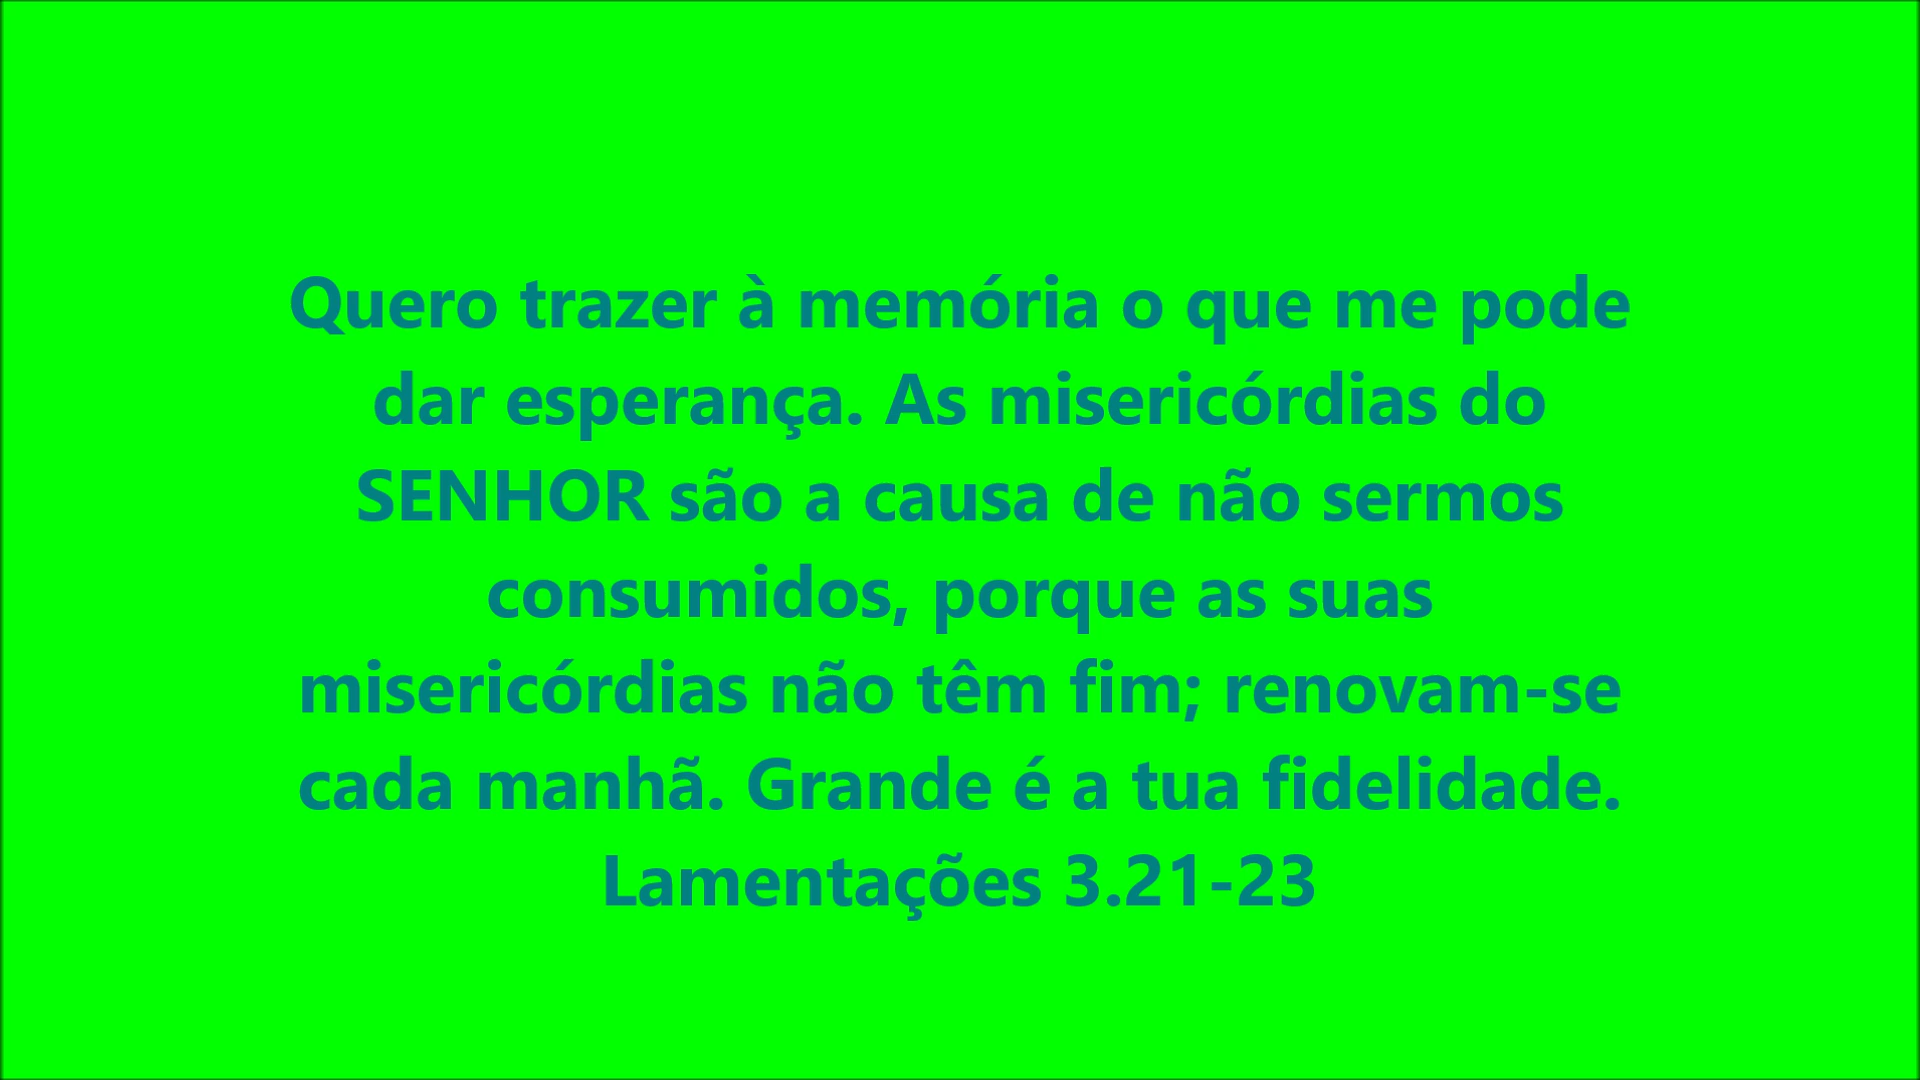 Quero trazer à memória o que me pode
dar esperança. As misericórdias do
SENHOR são a causa de não sermos
consumidos, porque as suas
misericórdias não têm fim; renovam-se
cada manhã. Grande é a tua fidelidade.
Lamentações 3.21-23